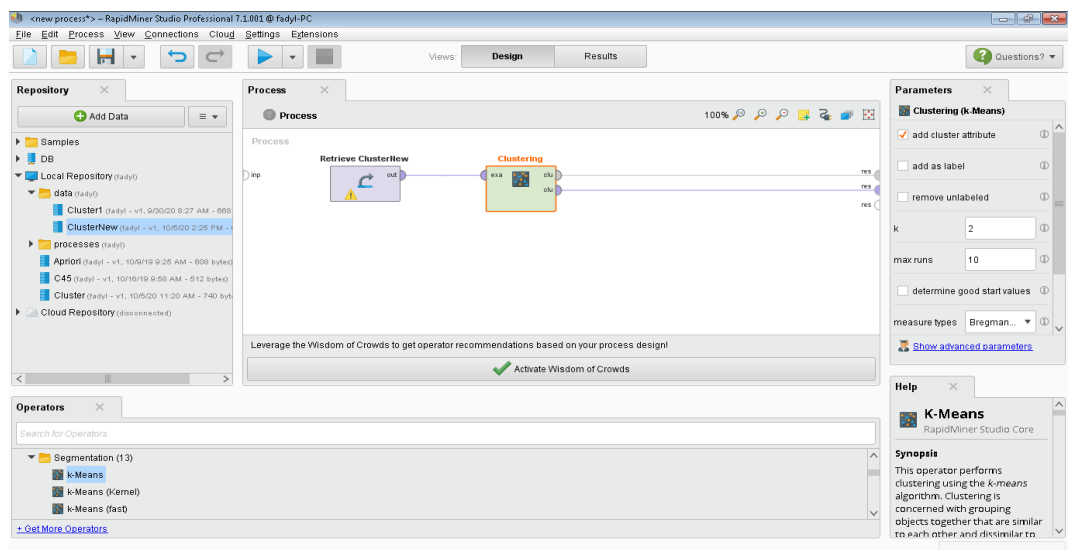 <new process*> – RapidMiner Studio Professional 7.1.001 @ fadyl-PC
File Edit Process View Connections Cloud Settings Extensions
Views: Design Results Questions?
Repository
Add Data
Samples
DB
Local Repository (fadyl)
data (fadyl)
Cluster1 (fadyl - v1, 9/30/20 8:27 AM - 668
ClusterNew (fadyl - v1, 10/5/20 2:25 PM -
processes (fadyl)
Apriori (fadyl - v1, 10/9/19 9:25 AM - 608 bytes)
C45 (fadyl - v1, 10/16/19 9:58 AM - 512 bytes)
Cluster (fadyl - v1, 10/5/20 11:20 AM - 740 byt
Cloud Repository (disconnected)
Process
Process
100%
Process
Retrieve ClusterNew
Clustering
inp
out
exa
clu
clu
res
res
res
Leverage the Wisdom of Crowds to get operator recommendations based on your process design!
Activate Wisdom of Crowds
Parameters
Clustering (k-Means)
add cluster attribute
add as label
remove unlabeled
k 2
max runs 10
determine good start values
measure types Bregman...
Show advanced parameters
Operators
Search for Operators
Segmentation (13)
k-Means
k-Means (Kernel)
k-Means (fast)
+ Get More Operators
Help
K-Means
RapidMiner Studio Core
Synopsis
This operator performs
clustering using the k-means
algorithm. Clustering is
concerned with grouping
objects together that are similar
to each other and dissimilar to